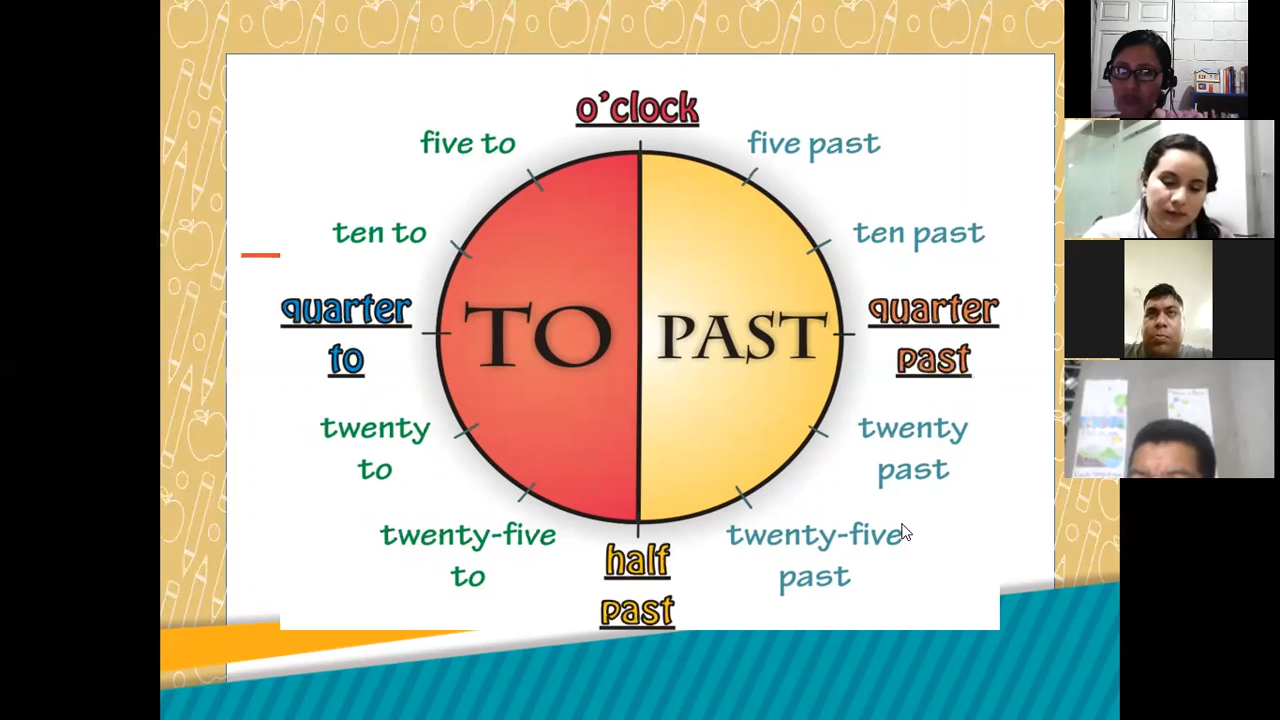 o'clock
five to
five past
ten to
ten past
quarter
to
TO
PAST
quarter
past
twenty
to
twenty
past
twenty-five
to
twenty-five
past
half
past